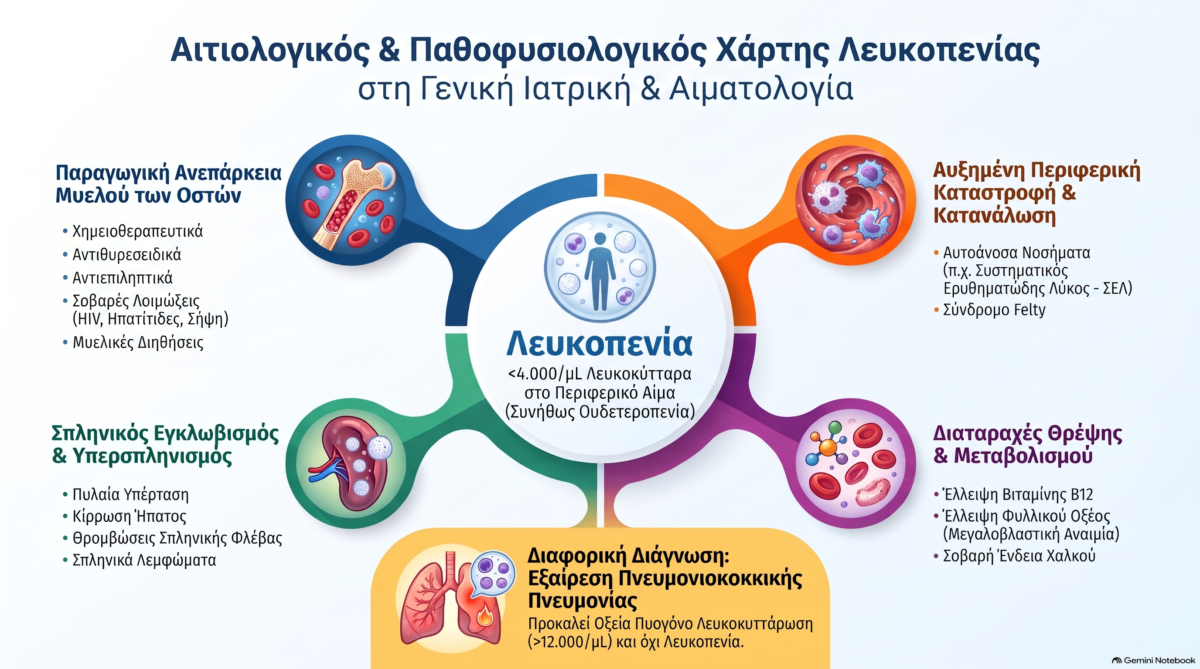 Αιτιολογικός & Παθοφυσιολογικός Χάρτης Λευκοπενίας
στη Γενική Ιατρική & Αιματολογία
Παραγωγική Ανεπάρκεια
Μυελού των Οστών
• Χημειοθεραπευτικά
• Αντιθυρεσειδικά
• Αντιεπιληπτικά
• Σοβαρές Λοιμώξεις
(HIV, Ηπατίτιδες, Σήψη)
• Μυελικές Διηθήσεις
Αυξημένη Περιφερική
Καταστροφή &
Κατανάλωση
• Αυτοάνοσα Νοσήματα
(π.χ. Συστηματικός
Ερυθηματώδης Λύκος - ΣΕΛ)
• Σύνδρομο Felty
Λευκοπενία
<4.000/μL Λευκοκύτταρα
στο Περιφερικό Αίμα
(Συνήθως Ουδετεροπενία)
Σπληνικός Εγκλωβισμός
& Υπερσπληνισμός
• Πυλαία Υπέρταση
• Κίρρωση Ήπατος
• Θρομβώσεις Σπληνικής Φλέβας
• Σπληνικά Λεμφώματα
Διαταραχές Θρέψης
& Μεταβολισμού
• Έλλειψη Βιταμίνης Β12
• Έλλειψη Φυλλικού Οξέος
(Μεγαλοβλαστική Αναιμία)
• Σοβαρή Ένδεια Χαλκού
Διαφορική Διάγνωση:
Εξαίρεση Πνευμονιοκοκκικής
Πνευμονίας
Προκαλεί Οξεία Πυογόνο Λευκοκυττάρωση
(>12.000/μL) και όχι Λευκοπενία.
Gemini Notebook